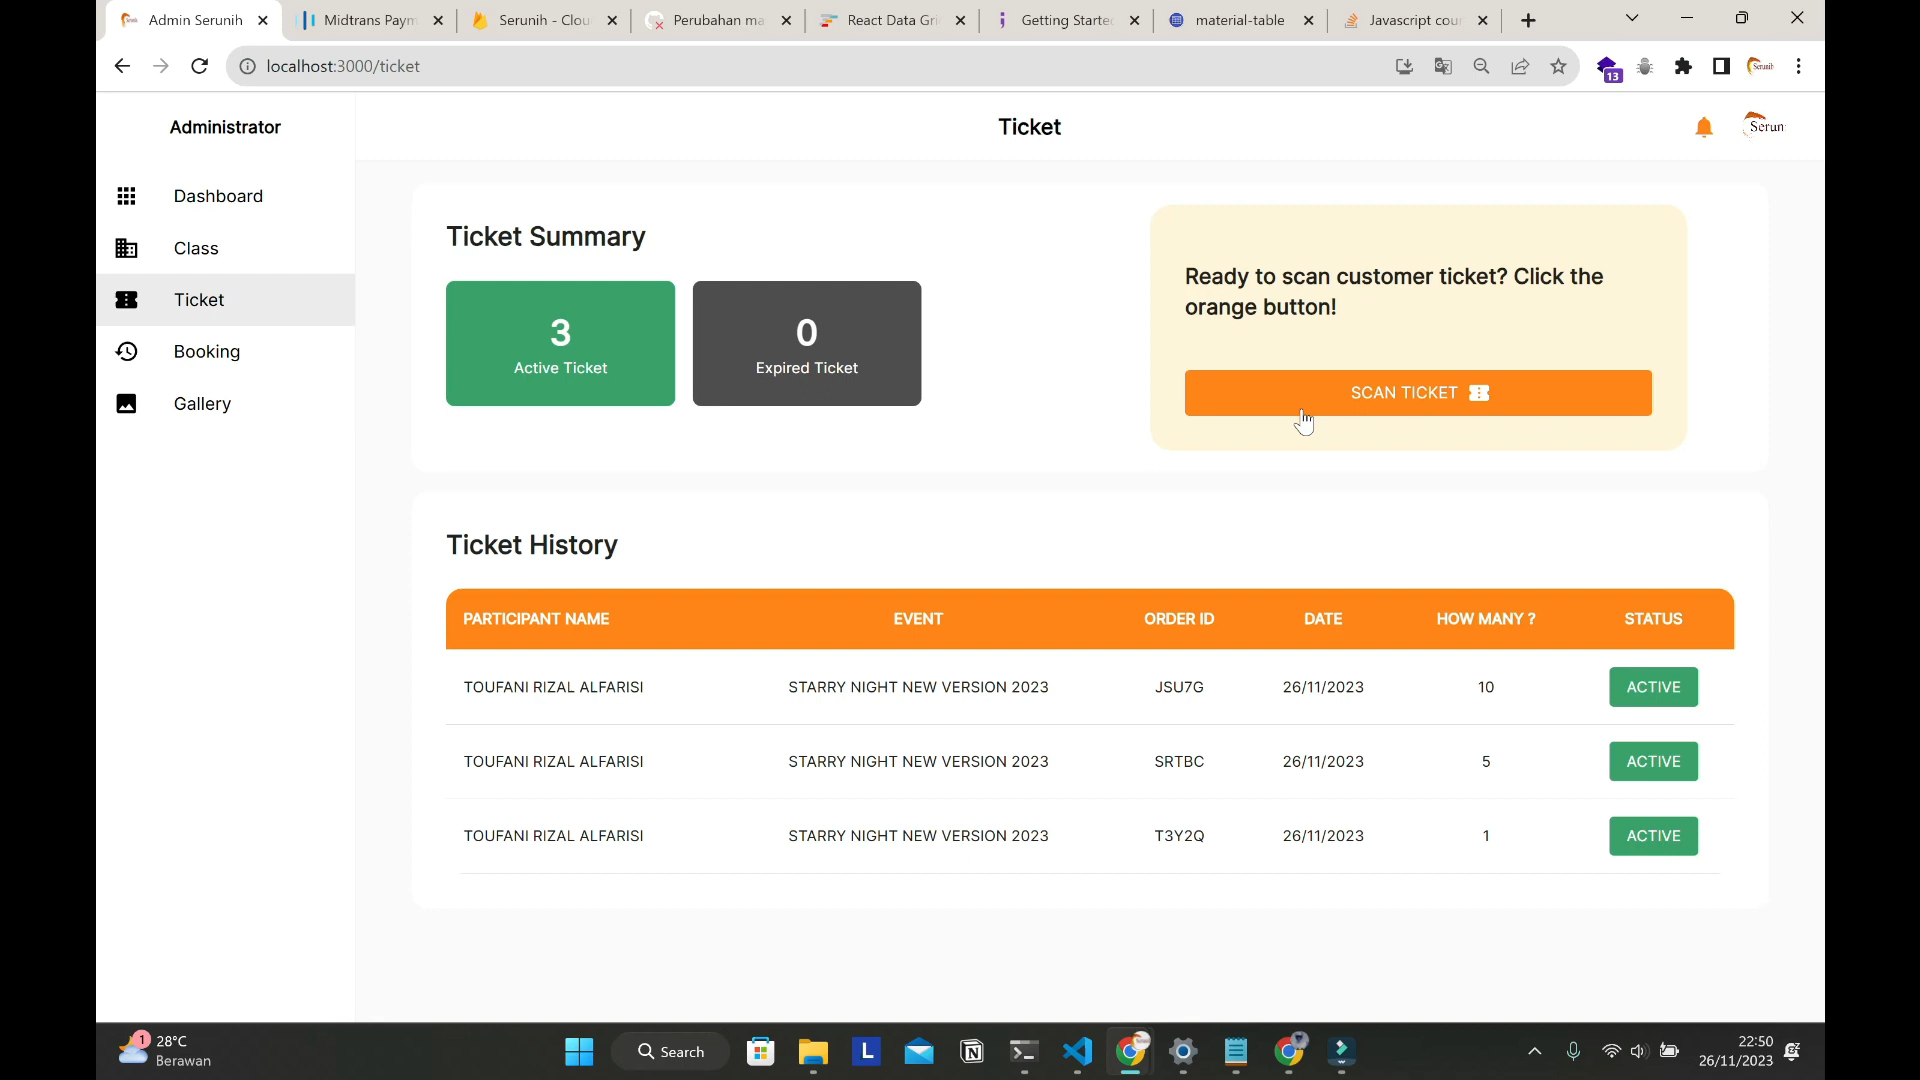 Admin Serunih
Midtrans Paym
Serunih - Clou
Perubahan ma
React Data Gri
Getting Starte
material-table
Javascript cou
localhost:3000/ticket
13
Serunih
Administrator
Ticket
Serun
Dashboard
Class
Ticket
Booking
Gallery
Ticket Summary
3
Active Ticket
0
Expired Ticket
Ready to scan customer ticket? Click the
orange button!
SCAN TICKET
Ticket History
PARTICIPANT NAME EVENT ORDER ID DATE HOW MANY ? STATUS
TOUFANI RIZAL ALFARISI STARRY NIGHT NEW VERSION 2023 JSU7G 26/11/2023 10 ACTIVE
TOUFANI RIZAL ALFARISI STARRY NIGHT NEW VERSION 2023 SRTBC 26/11/2023 5 ACTIVE
TOUFANI RIZAL ALFARISI STARRY NIGHT NEW VERSION 2023 T3Y2Q 26/11/2023 1 ACTIVE
1
28°C
Berawan
Search
L
22:50
26/11/2023